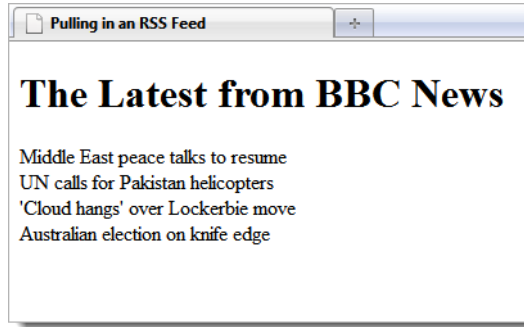 Pulling in an RSS Feed
The Latest from BBC News
Middle East peace talks to resume
UN calls for Pakistan helicopters
'Cloud hangs' over Lockerbie move
Australian election on knife edge